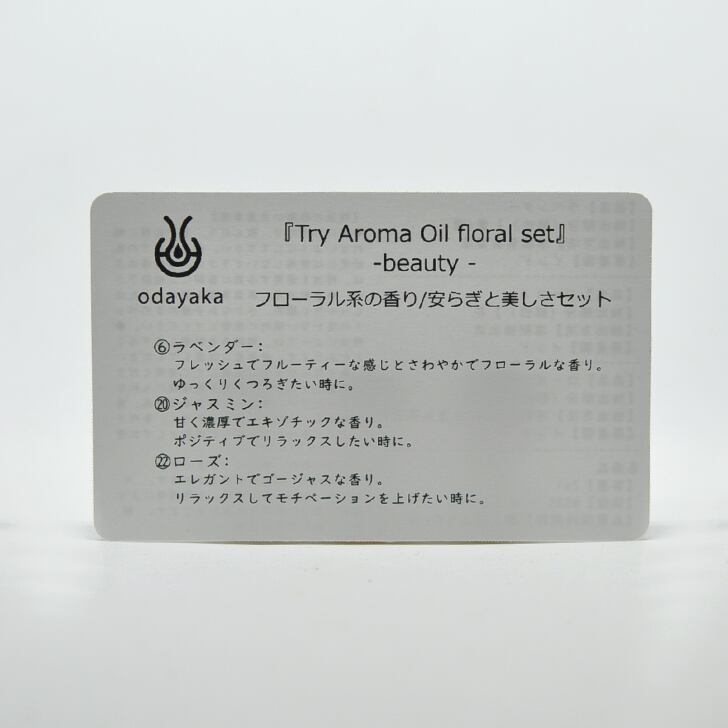 『Try Aroma Oil floral set』
-beauty -
odayaka
フローラル系の香り/安らぎと美しさセット
⑥ラベンダー:
フレッシュでフルーティーな感じとさわやかでフローラルな香り。
ゆっくりくつろぎたい時に。
⑳ジャスミン:
甘く濃厚でエキゾチックな香り。
ポジティブでリラックスしたい時に。
㉒ローズ:
エレガントでゴージャスな香り。
リラックスしてモチベーションを上げたい時に。